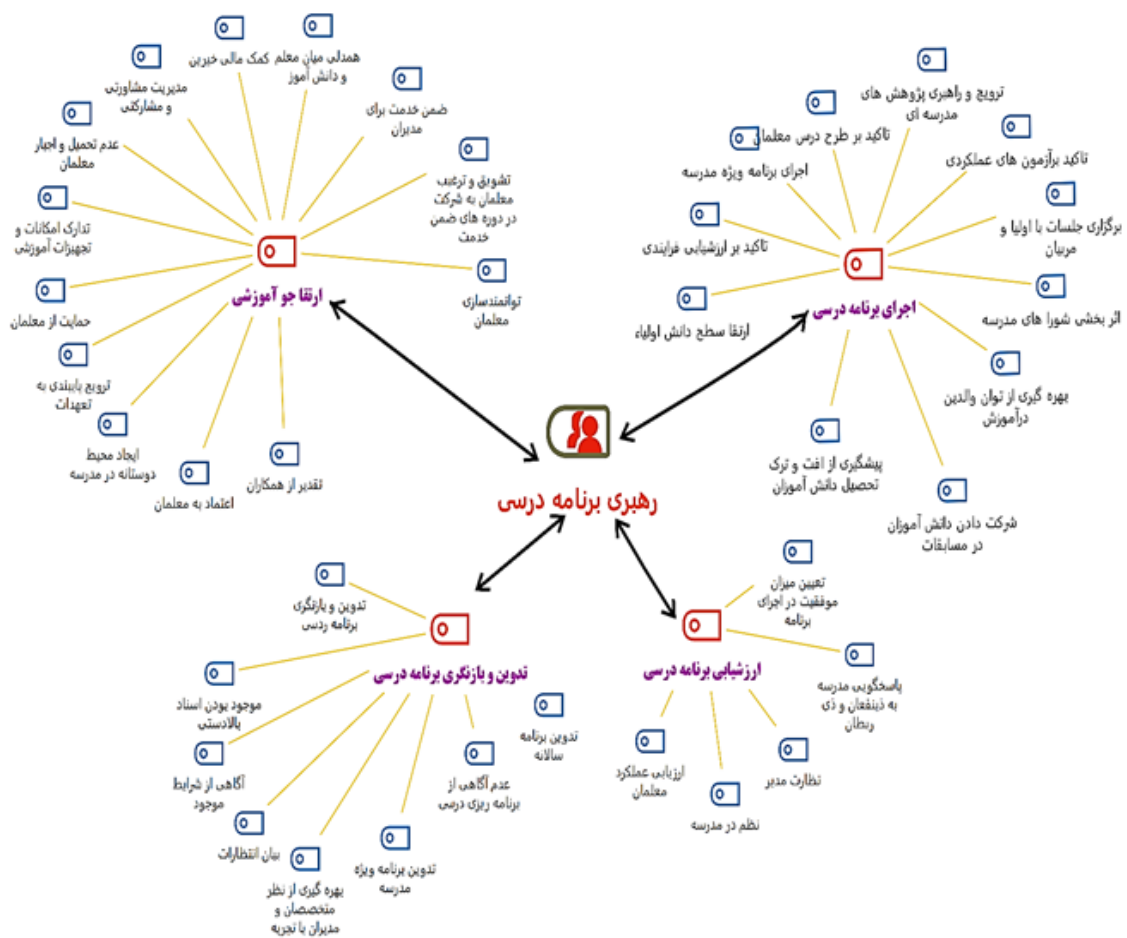 همدلی میان معلم
و دانش آموز
کمک مالی خیرین
مدیریت مشاورتی
و مشارکتی
ضمن خدمت برای
مدیران
عدم تحمیل و اجبار
معلمان
تشویق و ترغیب
معلمان به شرکت
در دوره های ضمن
خدمت
تدارک امکانات و
تجهیزات آموزشی
ارتقا جو آموزشی
توانمندسازی
معلمان
حمایت از معلمان
ترویج پایبندی به
تعهدات
ایجاد محیط
دوستانه در مدرسه
اعتماد به معلمان
تقدیر از همکاران
ترویج و راهبری پژوهش های
مدرسه ای
تاکید بر طرح درس معلمان
تاکید برآزمون های عملکردی
اجرای برنامه ویژه مدرسه
برگزاری جلسات با اولیا و
مربیان
تاکید بر ارزشیابی فرایندی
اجرای برنامه درسی
اثر بخشی شورا های مدرسه
ارتقا سطح دانش اولیاء
بهره گیری از توان والدین
درآموزش
پیشگیری از افت و ترک
تحصیل دانش آموزان
شرکت دادن دانش آموزان
در مسابقات
رهبری برنامه درسی
تعیین میزان
موفقیت در اجرای
برنامه
ارزشیابی برنامه درسی
پاسخگویی مدرسه
به ذینفعان و ذی
ربطان
نظارت مدیر
نظم در مدرسه
ارزیابی عملکرد
معلمان
تدوین و بازنگری
برنامه ردسی
تدوین و بازنگری برنامه درسی
موجود بودن اسناد
بالادستی
آگاهی از شرایط
موجود
بیان انتظارات
بهره گیری از نظر
متخصصان و
مدیران با تجربه
تدوین برنامه ویژه
مدرسه
عدم آگاهی از
برنامه ریزی درسی
تدوین برنامه
سالانه